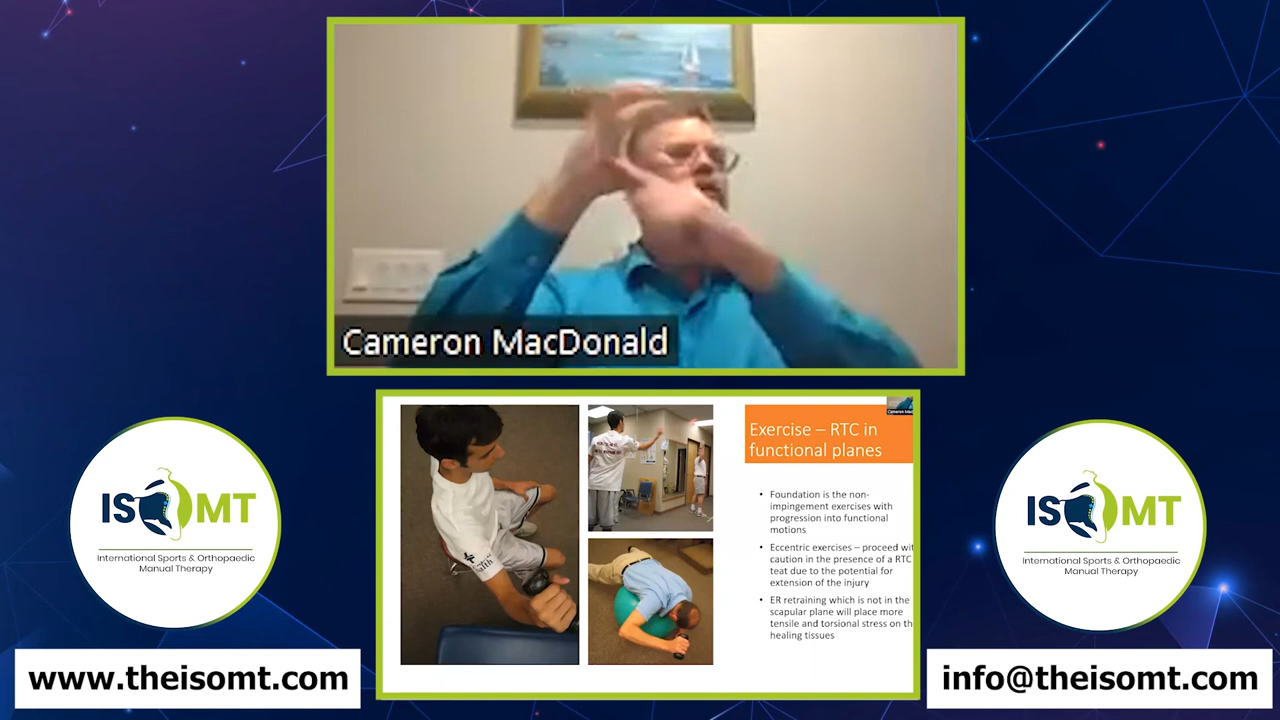 Cameron MacDonald
Exercise – RTC in
functional planes
• Foundation is the non-
impingement exercises with
progression into functional
motions
• Eccentric exercises – proceed wit
caution in the presence of a RTC
teat due to the potential for
extension of the injury
• ER retraining which is not in the
scapular plane will place more
tensile and torsional stress on th
healing tissues
ISOMT
International Sports & Orthopaedic
Manual Therapy
ISOMT
International Sports & Orthopaedic
Manual Therapy
www.theisomt.com
info@theisomt.com